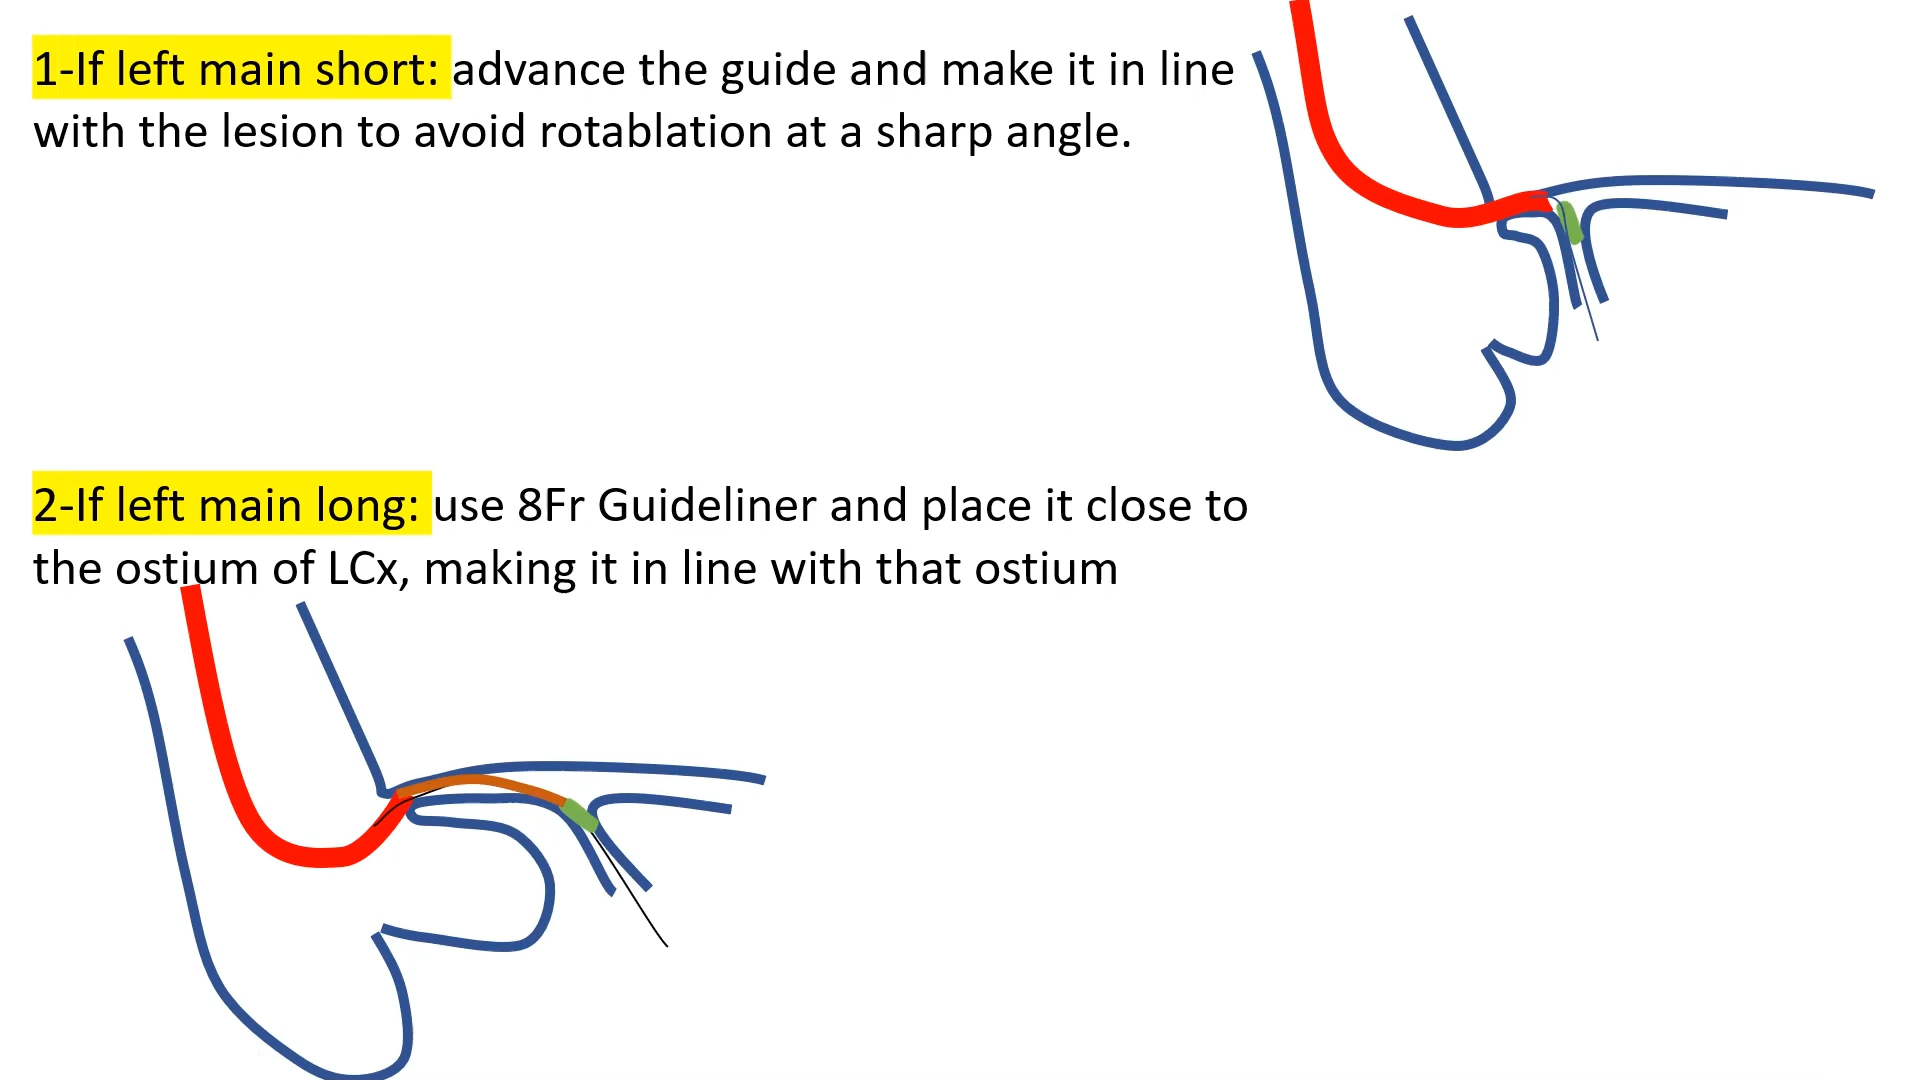 1-If left main short: advance the guide and make it in line
with the lesion to avoid rotablation at a sharp angle.
2-If left main long: use 8Fr Guideliner and place it close to
the ostium of LCx, making it in line with that ostium